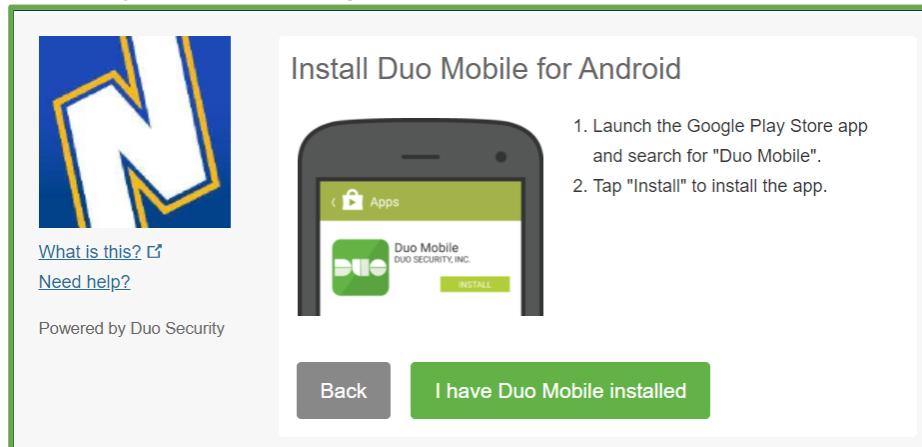 What is this?
Need help?
Powered by Duo Security
Install Duo Mobile for Android
Apps
Duo Mobile
DUO SECURITY, INC.
INSTALL
DUO
1. Launch the Google Play Store app
and search for "Duo Mobile".
2. Tap "Install" to install the app.
Back
I have Duo Mobile installed